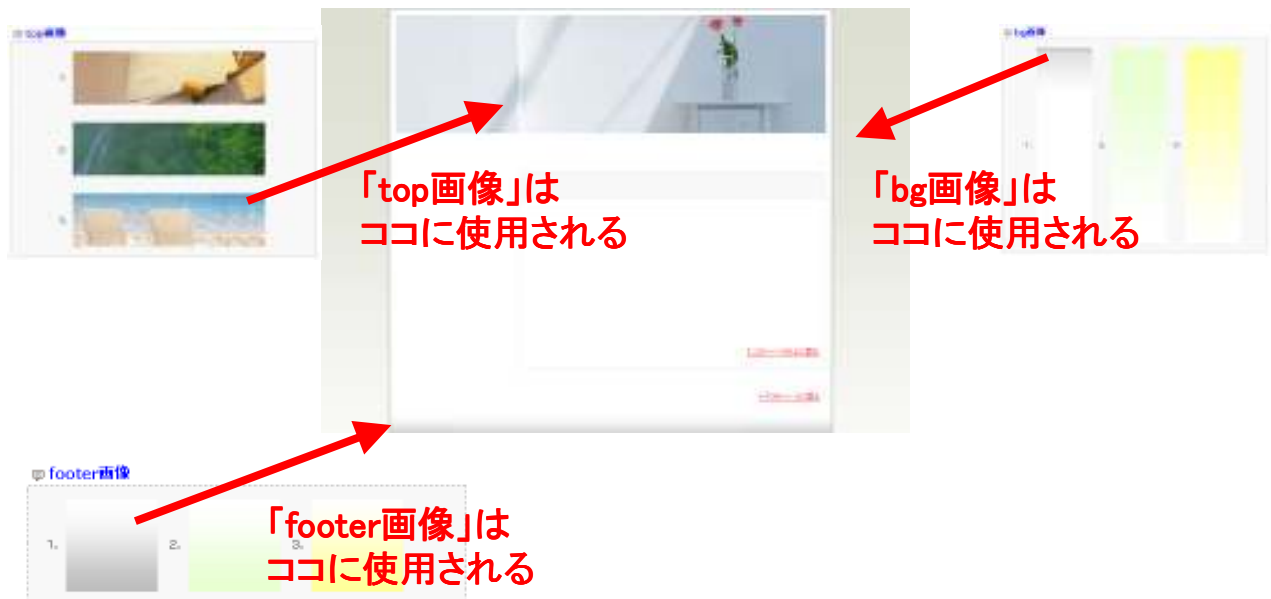 top画像
bg画像
「top画像」は
ココに使用される
「bg画像」は
ココに使用される
footer画像
1.
2.
3.
「footer画像」は
ココに使用される